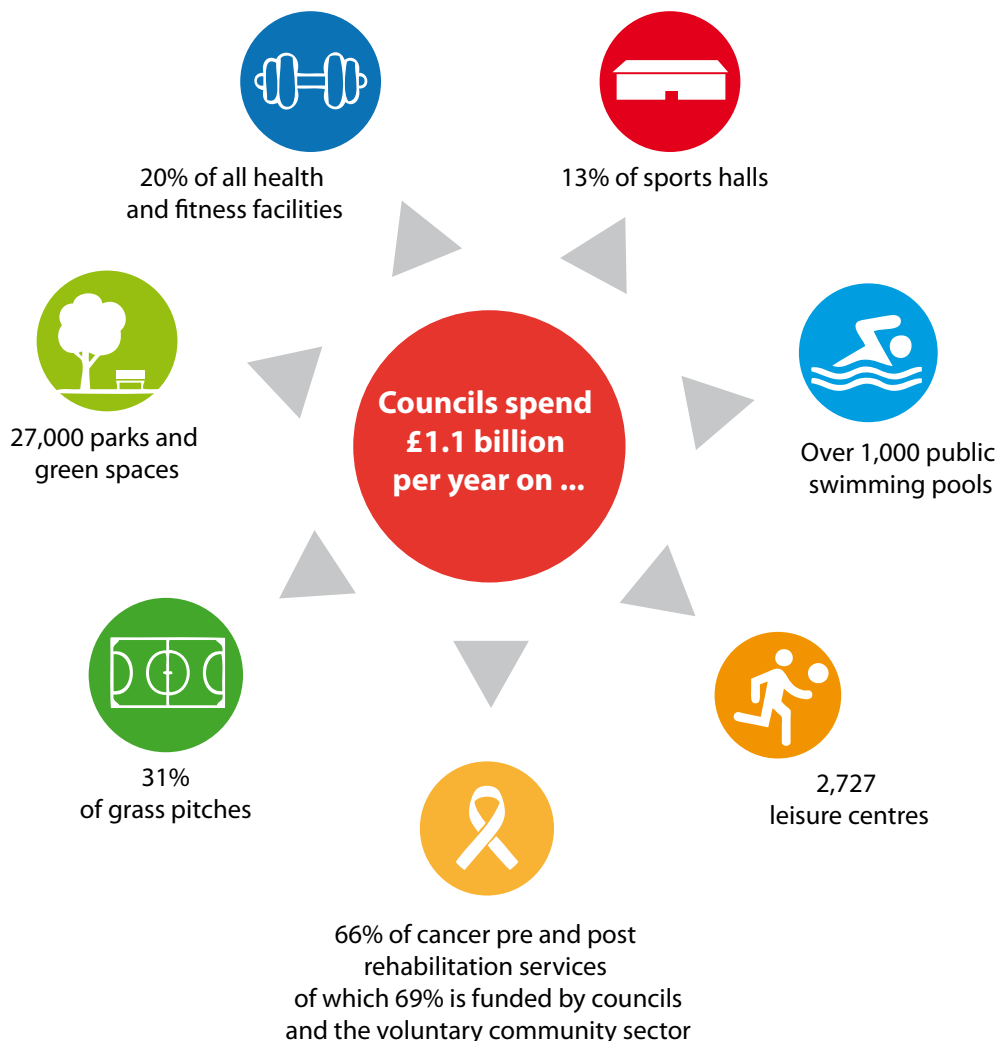 20% of all health
and fitness facilities
13% of sports halls
27,000 parks and
green spaces
Councils spend
£1.1 billion
per year on ...
Over 1,000 public
swimming pools
31%
of grass pitches
2,727
leisure centres
66% of cancer pre and post
rehabilitation services
of which 69% is funded by councils
and the voluntary community sector